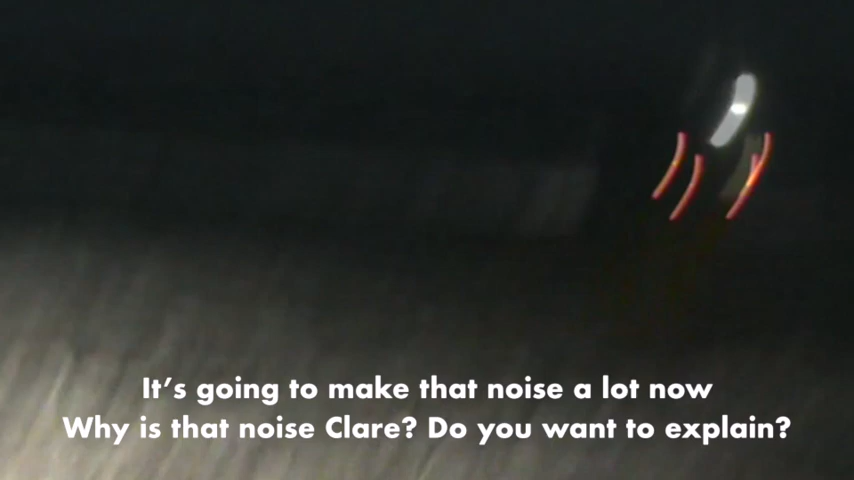 It's going to make that noise a lot now
Why is that noise Clare? Do you want to explain?